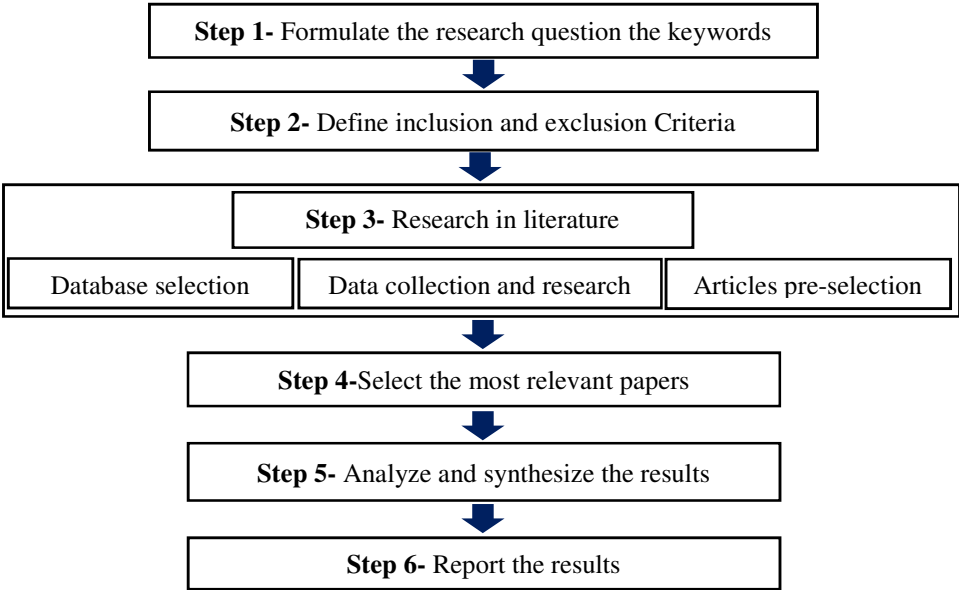 Step 1- Formulate the research question the keywords
Step 2- Define inclusion and exclusion Criteria
Step 3- Research in literature
Database selection
Data collection and research
Articles pre-selection
Step 4-Select the most relevant papers
Step 5- Analyze and synthesize the results
Step 6- Report the results